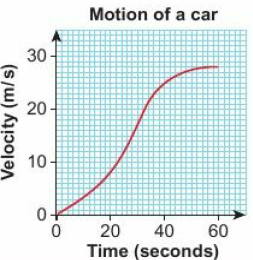 Motion of a car
Velocity (m/s)
30
20
10
0
0 20 40 60
Time (seconds)